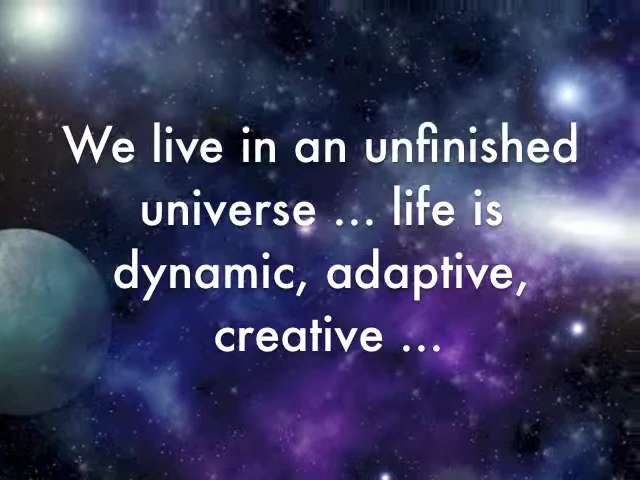 We live in an unfinished
universe ... life is
dynamic, adaptive,
creative ...